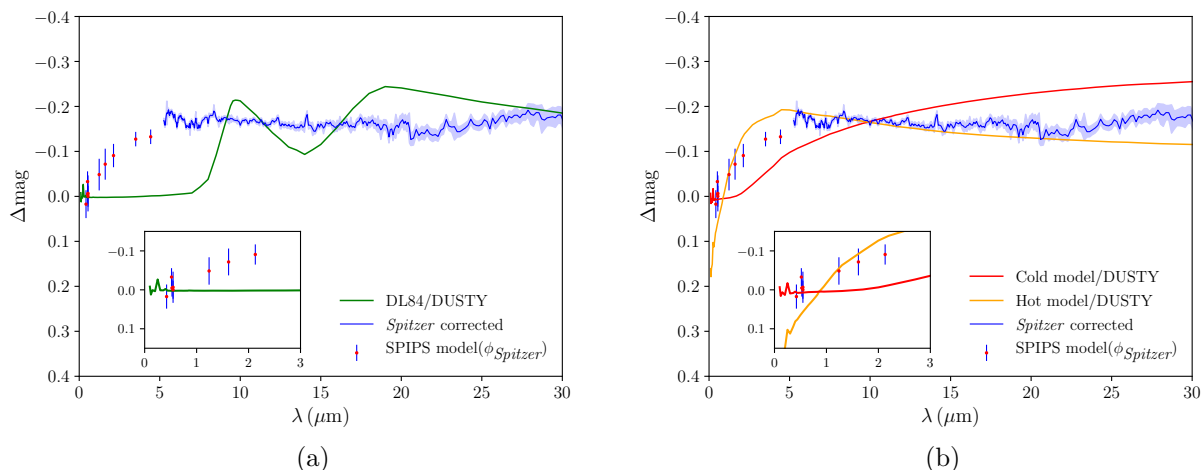 −0.4
−0.3
−0.2
−0.1
0.0
0.1
0.2
0.3
0.4
Δmag
−0.1
0.0
0.1
0 1 2 3
DL84/DUSTY
Spitzer corrected
SPIPS model(ϕSpitzer)
0 5 10 15 20 25 30
λ (μm)
(a)
−0.4
−0.3
−0.2
−0.1
0.0
0.1
0.2
0.3
0.4
Δmag
−0.1
0.0
0.1
0 1 2 3
Cold model/DUSTY
Hot model/DUSTY
Spitzer corrected
SPIPS model(ϕSpitzer)
0 5 10 15 20 25 30
λ (μm)
(b)